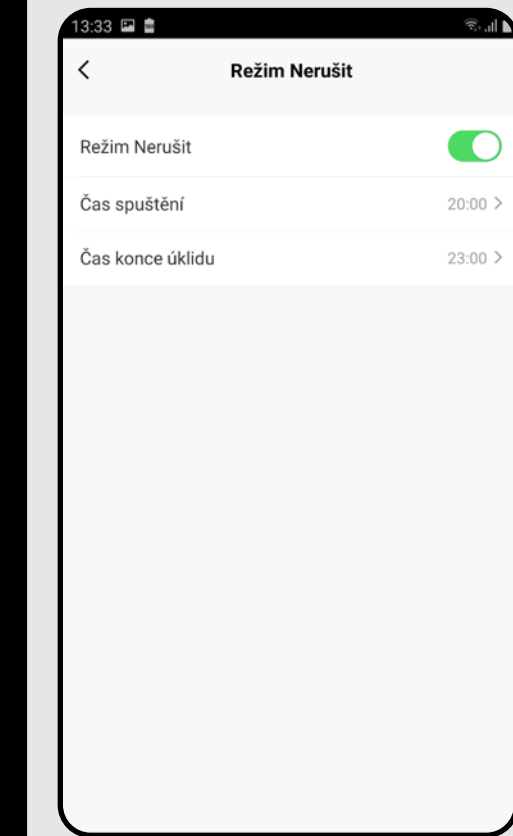 13:33
Režim Nerušit
Režim Nerušit
Čas spuštění 20:00
Čas konce úklidu 23:00